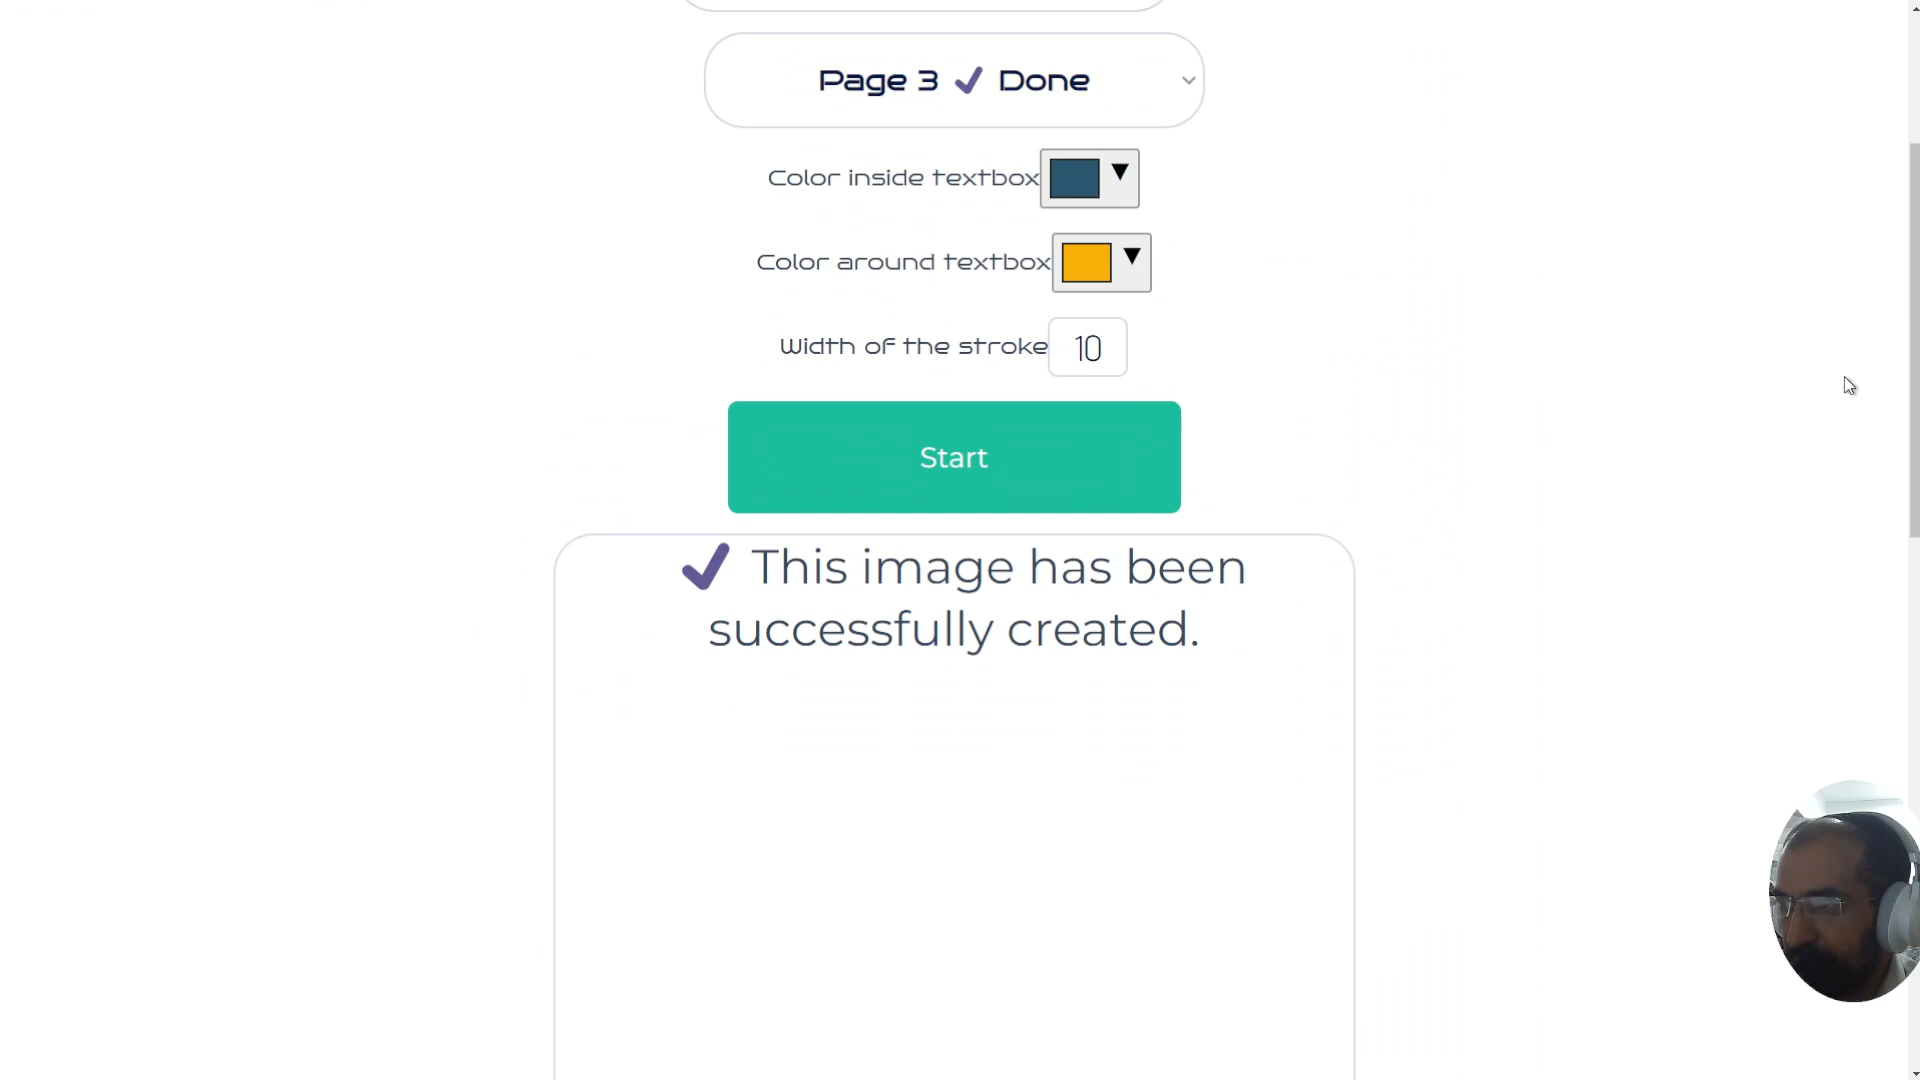 Page 3 ✔ Done
Color inside textbox
Color around textbox
Width of the stroke 10
Start
✔ This image has been
successfully created.